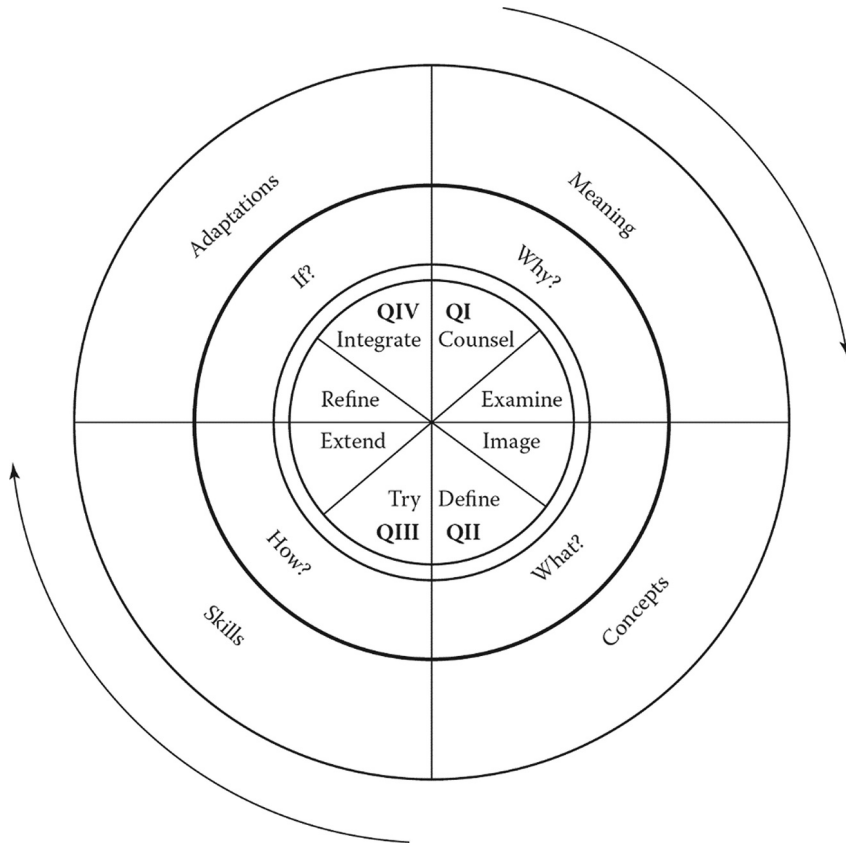 Adaptations
Meaning
If?
Why?
QIV
QI
Integrate
Counsel
Refine
Examine
Extend
Image
Try
Define
QIII
QII
How?
What?
Skills
Concepts